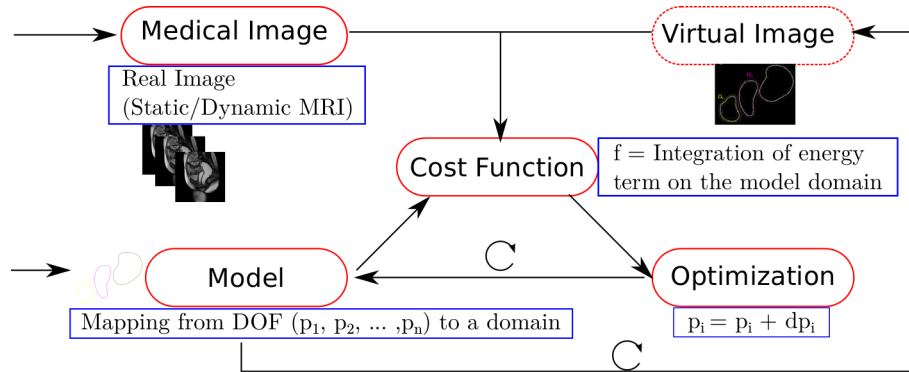 Medical Image
Virtual Image
Real Image
(Static/Dynamic MRI)
Cost Function
f = Integration of energy
term on the model domain
Model
Optimization
Mapping from DOF (p₁, p₂, ... ,pₙ) to a domain
pᵢ = pᵢ + dpᵢ